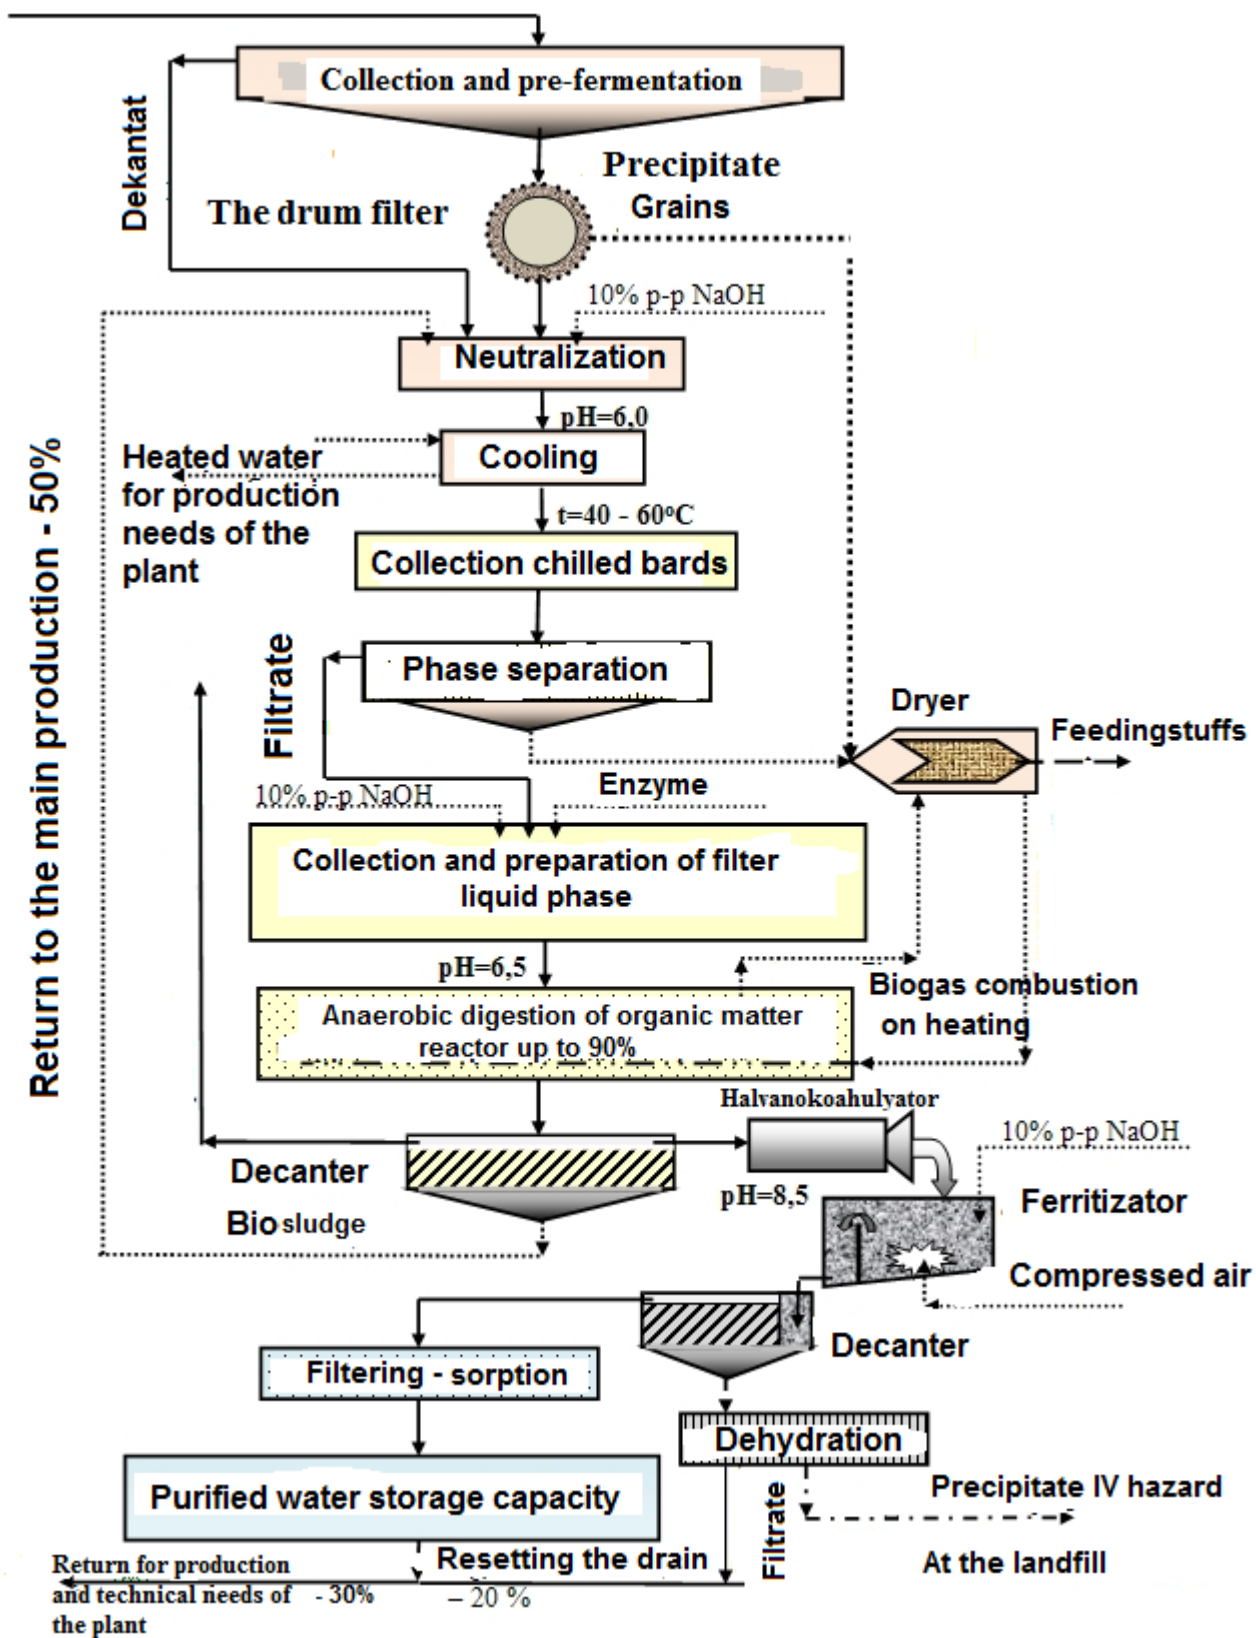 Collection and pre-fermentation
Dekantat
Precipitate
Grains
The drum filter
10% p-p NaOH
Neutralization
pH=6,0
Cooling
Heated water
for production
needs of the
plant
t=40 - 60ºC
Collection chilled bards
Return to the main production - 50%
Filtrate
Phase separation
Dryer
Feedingstuffs
Enzyme
10% p-p NaOH
Collection and preparation of filter
liquid phase
pH=6,5
Biogas combustion
on heating
Anaerobic digestion of organic matter
reactor up to 90%
Halvanokoahulyator
10% p-p NaOH
Decanter
pH=8,5
Ferritizator
Bio sludge
Compressed air
Decanter
Filtering - sorption
Dehydration
Precipitate IV hazard
Purified water storage capacity
Filtrate
At the landfill
Resetting the drain
– 20 %
Return for production
and technical needs of - 30%
the plant